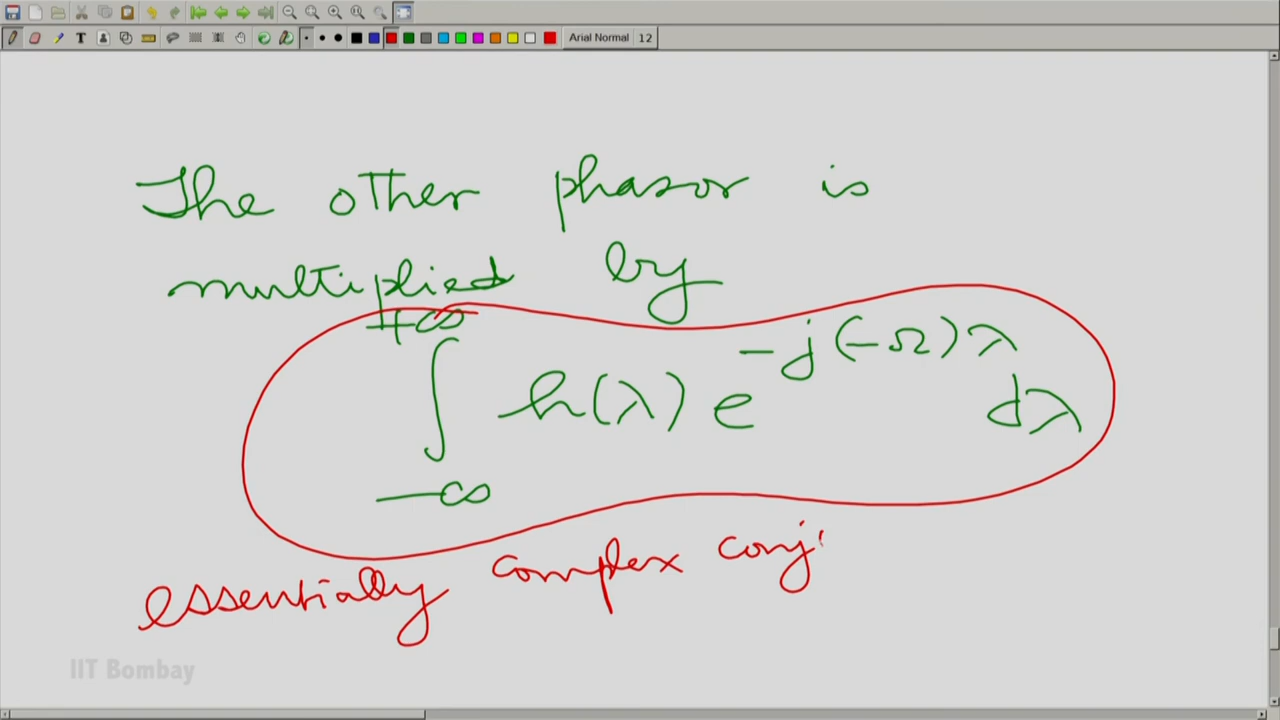 Arial Normal 12
The other phasor is
multiplied by
+∞
∫ h(λ) e^{-j(-Ω)λ} dλ
-∞
essentially complex conj
IIT Bombay